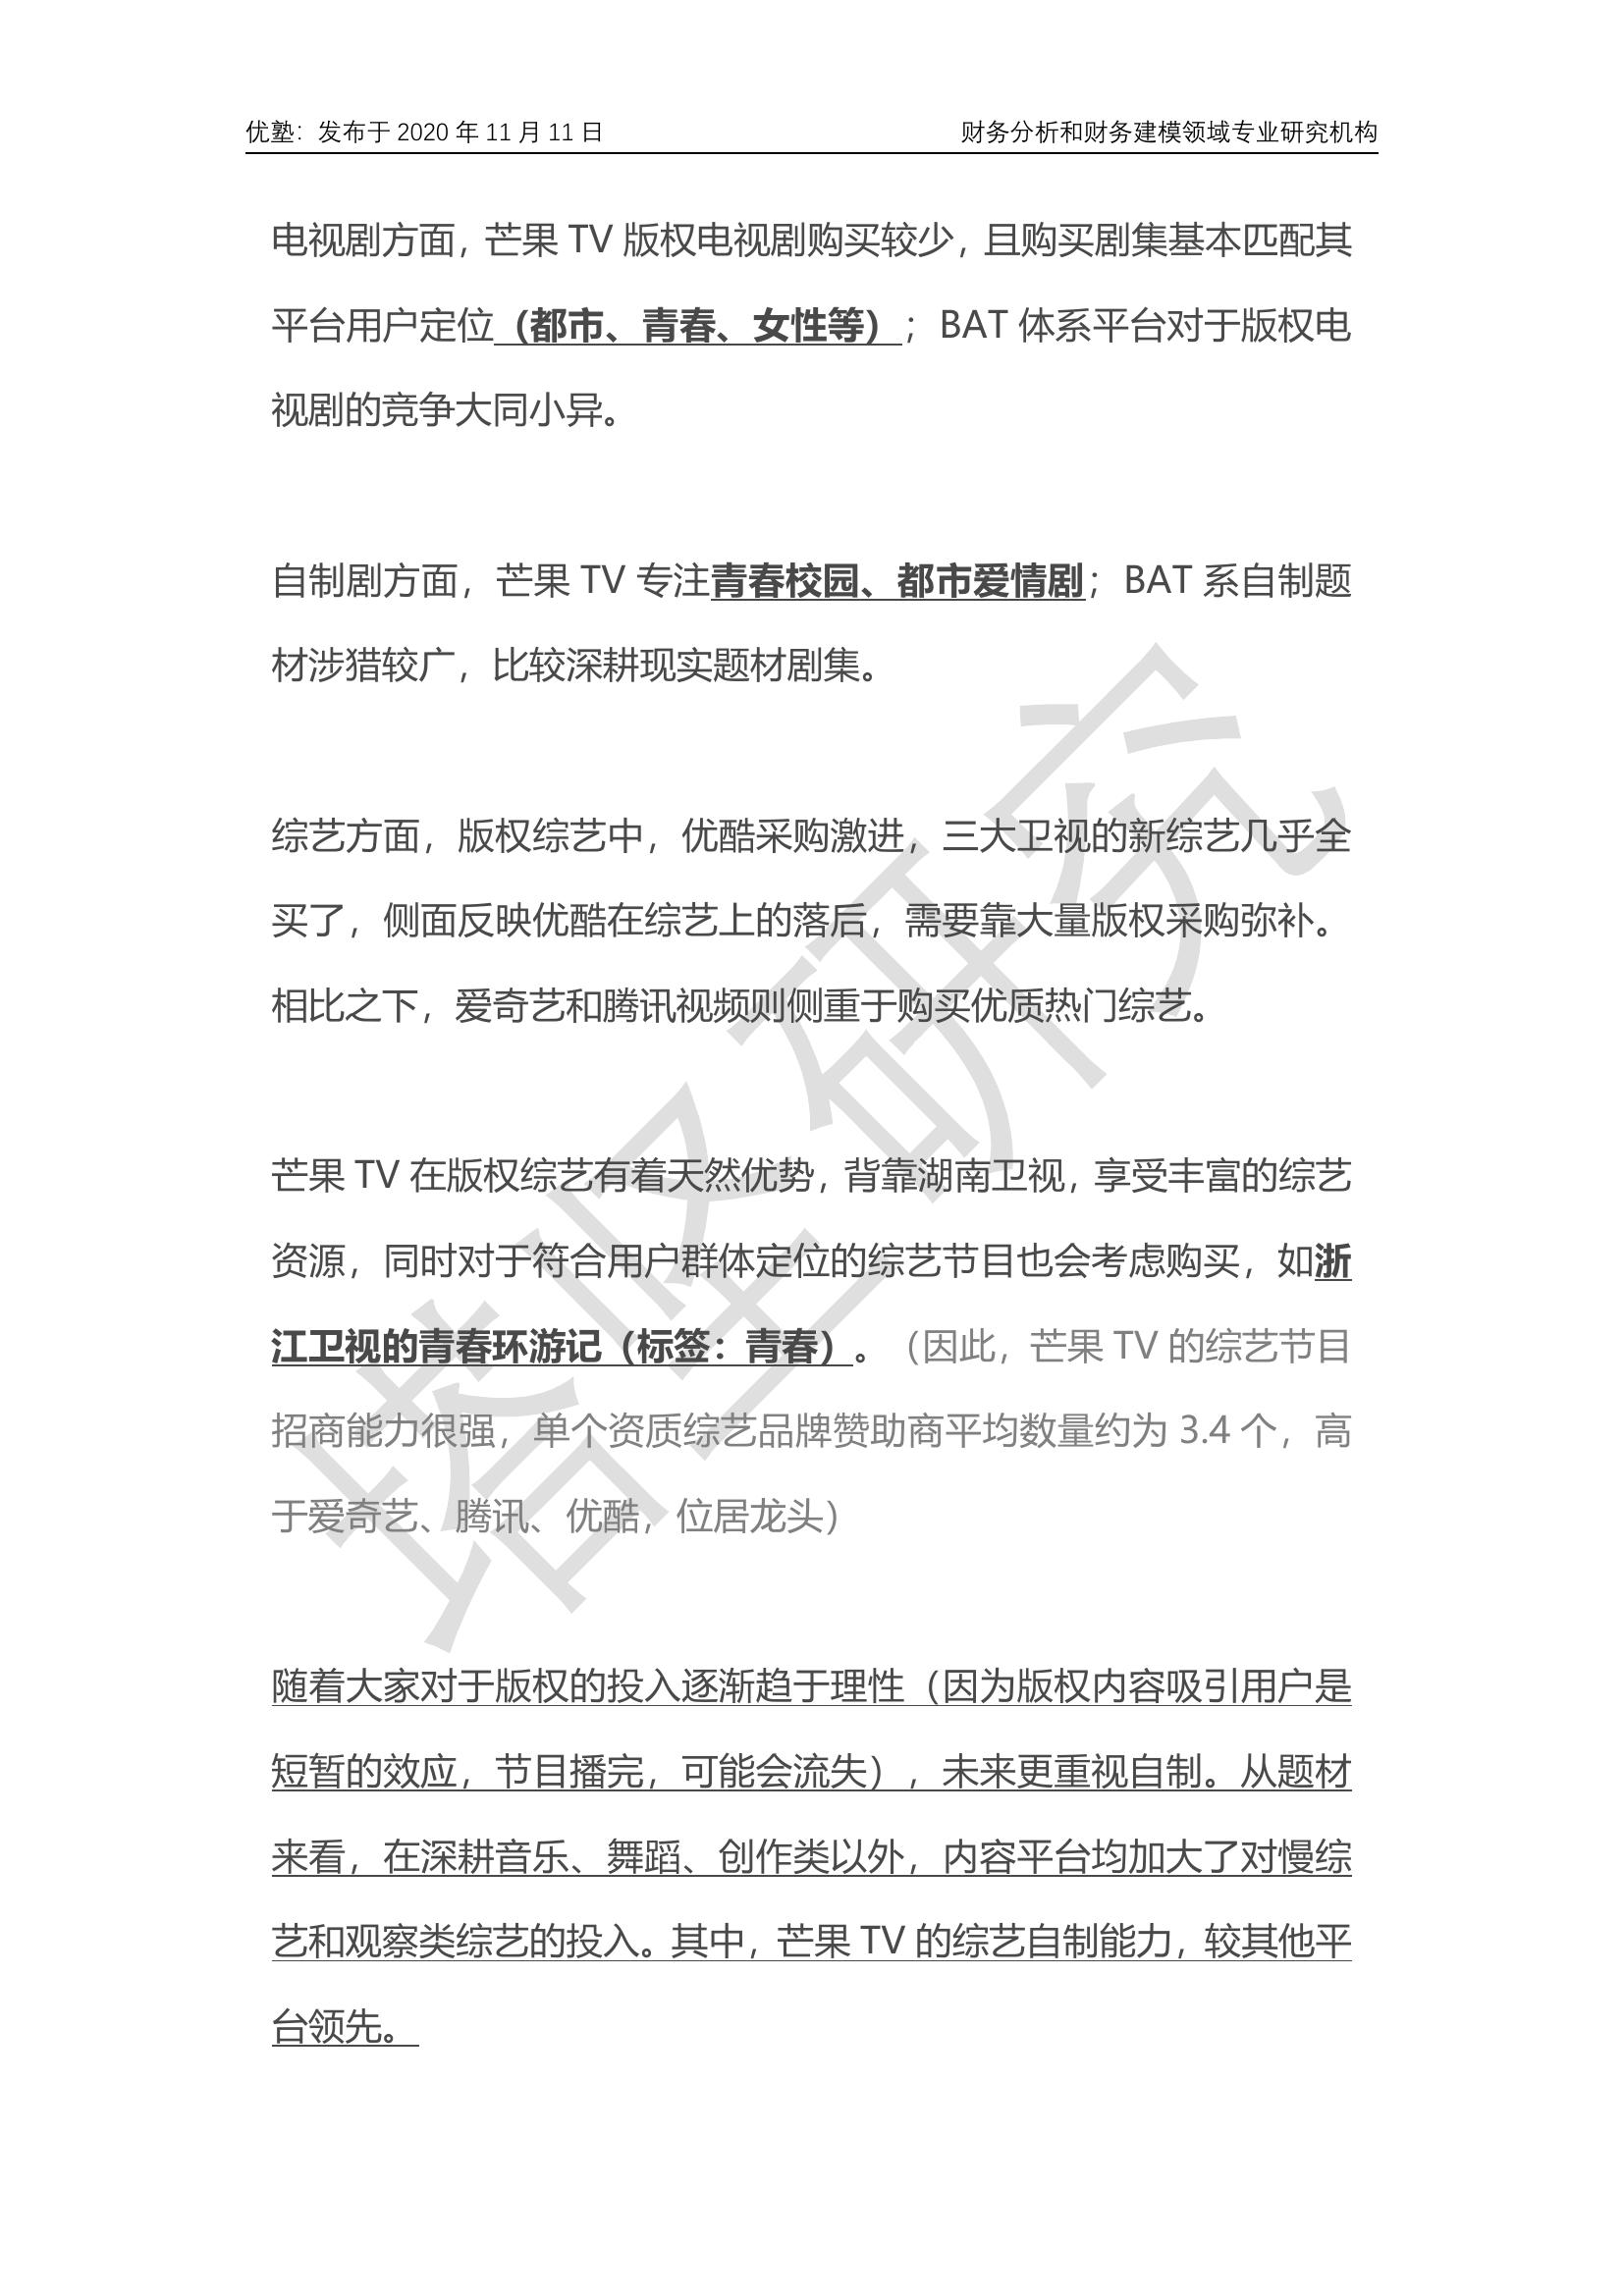 优塾：发布于 2020 年 11 月 11 日 财务分析和财务建模领域专业研究机构
电视剧方面，芒果 TV 版权电视剧购买较少，且购买剧集基本匹配其
平台用户定位（都市、青春、女性等）；BAT 体系平台对于版权电
视剧的竞争大同小异。
自制剧方面，芒果 TV 专注青春校园、都市爱情剧；BAT 系自制题
材涉猎较广，比较深耕现实题材剧集。
综艺方面，版权综艺中，优酷采购激进，三大卫视的新综艺几乎全
买了，侧面反映优酷在综艺上的落后，需要靠大量版权采购弥补。
相比之下，爱奇艺和腾讯视频则侧重于购买优质热门综艺。
芒果 TV 在版权综艺有着天然优势，背靠湖南卫视，享受丰富的综艺
资源，同时对于符合用户群体定位的综艺节目也会考虑购买，如浙
江卫视的青春环游记（标签：青春）。（因此，芒果 TV 的综艺节目
招商能力很强，单个资质综艺品牌赞助商平均数量约为 3.4 个，高
于爱奇艺、腾讯、优酷，位居龙头）
随着大家对于版权的投入逐渐趋于理性（因为版权内容吸引用户是
短暂的效应，节目播完，可能会流失），未来更重视自制。从题材
来看，在深耕音乐、舞蹈、创作类以外，内容平台均加大了对慢综
艺和观察类综艺的投入。其中，芒果 TV 的综艺自制能力，较其他平
台领先。
塔坚研究